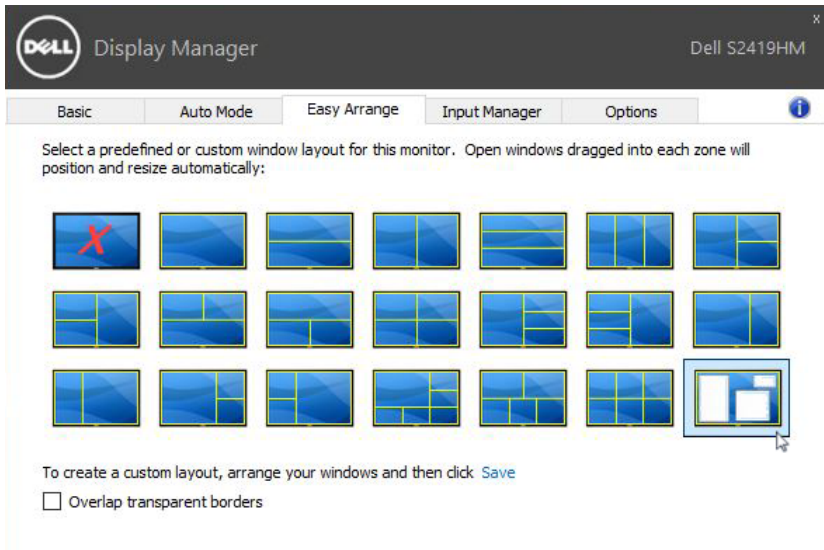 x
DELL Display Manager Dell S2419HM
Basic Auto Mode Easy Arrange Input Manager Options i
Select a predefined or custom window layout for this monitor. Open windows dragged into each zone will
position and resize automatically:
X
To create a custom layout, arrange your windows and then click Save
Overlap transparent borders